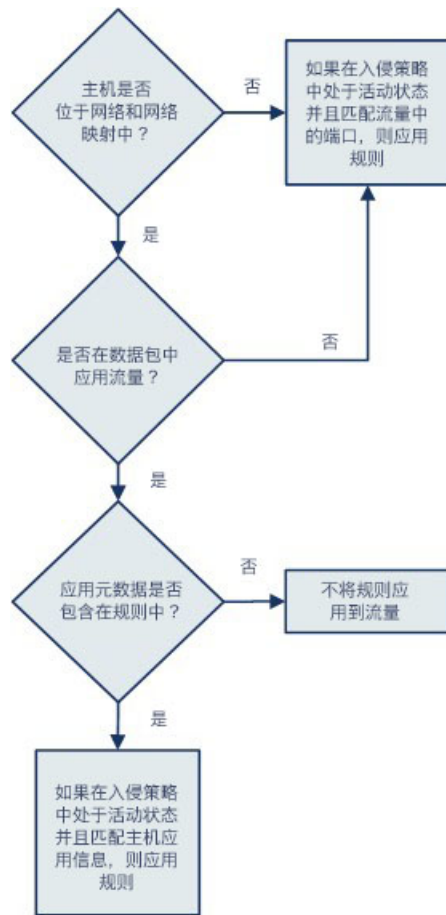 主机是否
位于网络和网络
映射中？
否
如果在入侵策略
中处于活动状态
并且匹配流量中
的端口，则应用
规则
是
是否在数据包中
应用流量？
否
是
应用元数据是否
包含在规则中？
否
不将规则应
用到流量
是
如果在入侵策略
中处于活动状态
并且匹配主机应
用信息，则应用
规则